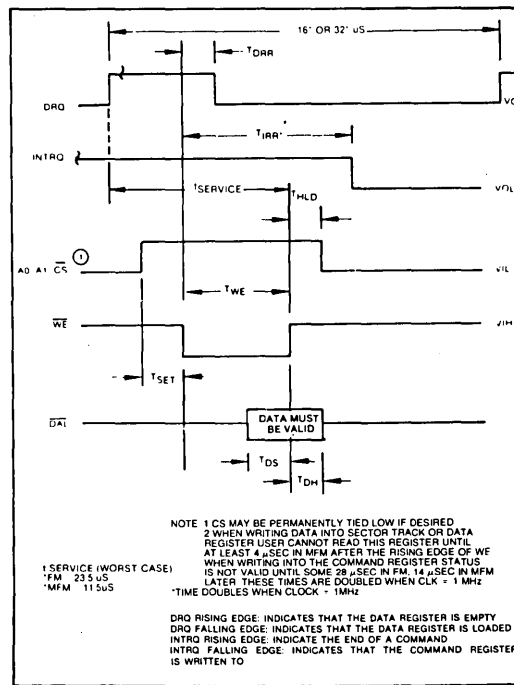 16* OR 32* uS
TDRR
DRQ
TIRR*
INTRQ
VOL
tSERVICE
THLD
A0 A1 CS 1
VIL
TWE
WE
VIH
TSET
DAL
DATA MUST
BE VALID
TDS
TDH
NOTE 1 CS MAY BE PERMANENTLY TIED LOW IF DESIRED
2 WHEN WRITING DATA INTO SECTOR TRACK OR DATA
REGISTER USER CANNOT READ THIS REGISTER UNTIL
AT LEAST 4 µSEC IN MFM AFTER THE RISING EDGE OF WE
WHEN WRITING INTO THE COMMAND REGISTER STATUS
IS NOT VALID UNTIL SOME 28 µSEC IN FM, 14 µSEC IN MFM
LATER THESE TIMES ARE DOUBLED WHEN CLK = 1 MHz
t SERVICE (WORST CASE)
*FM 23 5 uS
*MFM 11 5uS
*TIME DOUBLES WHEN CLOCK = 1MHz
DRQ RISING EDGE: INDICATES THAT THE DATA REGISTER IS EMPTY
DRQ FALLING EDGE: INDICATES THAT THE DATA REGISTER IS LOADED
INTRQ RISING EDGE: INDICATE THE END OF A COMMAND
INTRQ FALLING EDGE: INDICATES THAT THE COMMAND REGISTER
IS WRITTEN TO